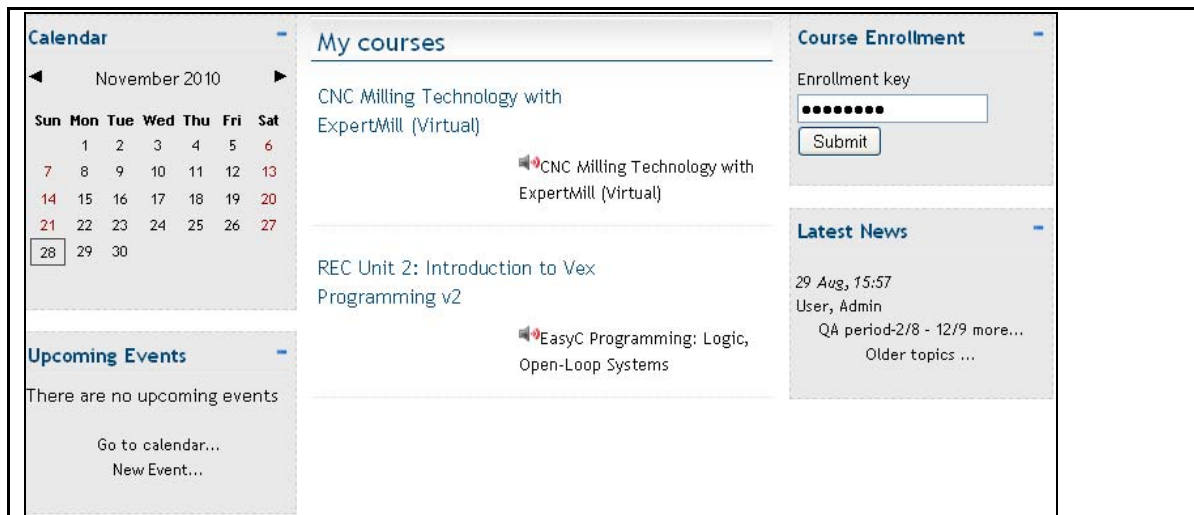 Calendar
November 2010
Sun Mon Tue Wed Thu Fri Sat
1 2 3 4 5 6
7 8 9 10 11 12 13
14 15 16 17 18 19 20
21 22 23 24 25 26 27
28 29 30
Upcoming Events
There are no upcoming events
Go to calendar...
New Event...
My courses
CNC Milling Technology with
ExpertMill (Virtual)
CNC Milling Technology with
ExpertMill (Virtual)
REC Unit 2: Introduction to Vex
Programming v2
EasyC Programming: Logic,
Open-Loop Systems
Course Enrollment
Enrollment key
••••••••
Submit
Latest News
29 Aug, 15:57
User, Admin
QA period-2/8 - 12/9 more...
Older topics ...